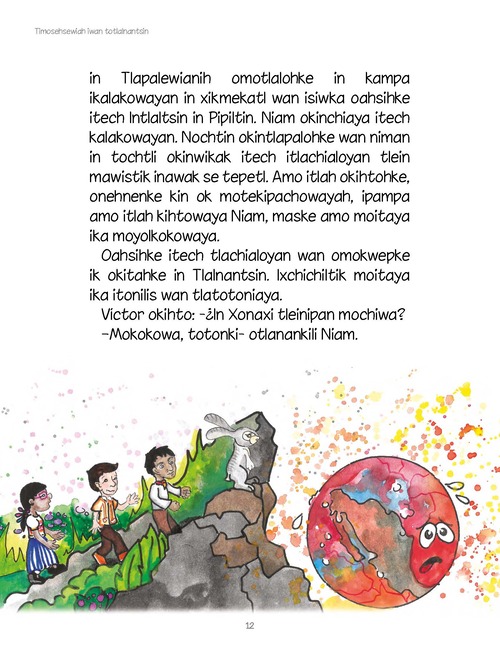 Timosehsewiah iwan totlalnantsin
in Tlapalewianih omotlalohke in kampa
ikalakowayan in xikmekatl wan isiwka oahsihke
itech Intlaltsin in Pipiltin. Niam okinchiaya itech
kalakowayan. Nochtin okintlapalohke wan niman
in tochtli okinwikak itech itlachialoyan tlein
mawistik inawak se tepetl. Amo itlah okihtohke,
onehnenke kin ok motekipachowayah, ipampa
amo itlah kihtowaya Niam, maske amo moitaya
ika moyolkokowaya.
Oahsihke itech tlachialoyan wan omokwepke
ik okitahke in Tlalnantsin. Ixchichiltik moitaya
ika itonilis wan tlatotoniaya.
Victor okihto: -¿In Xonaxi tleinipan mochiwa?
–Mokokowa, totonki- otlanankili Niam.
12